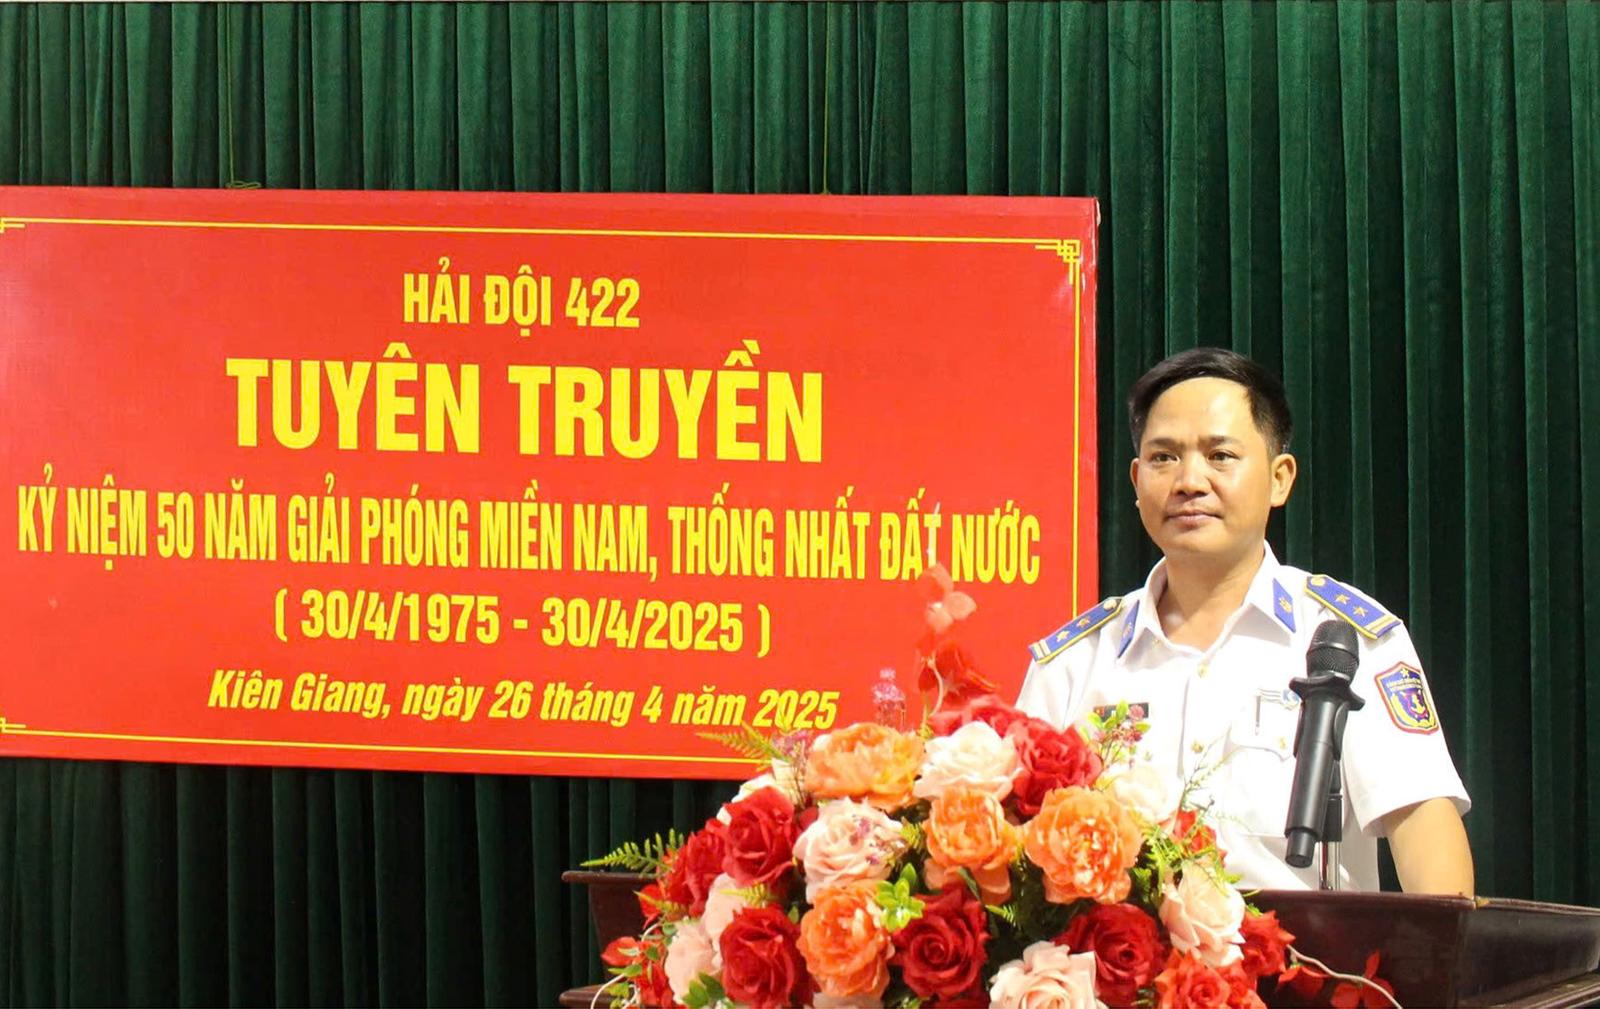 HẢI ĐỘI 422
TUYÊN TRUYỀN
KỶ NIỆM 50 NĂM GIẢI PHÓNG MIỀN NAM, THỐNG NHẤT ĐẤT NƯỚC
( 30/4/1975 - 30/4/2025 )
Kiên Giang, ngày 26 tháng 4 năm 2025